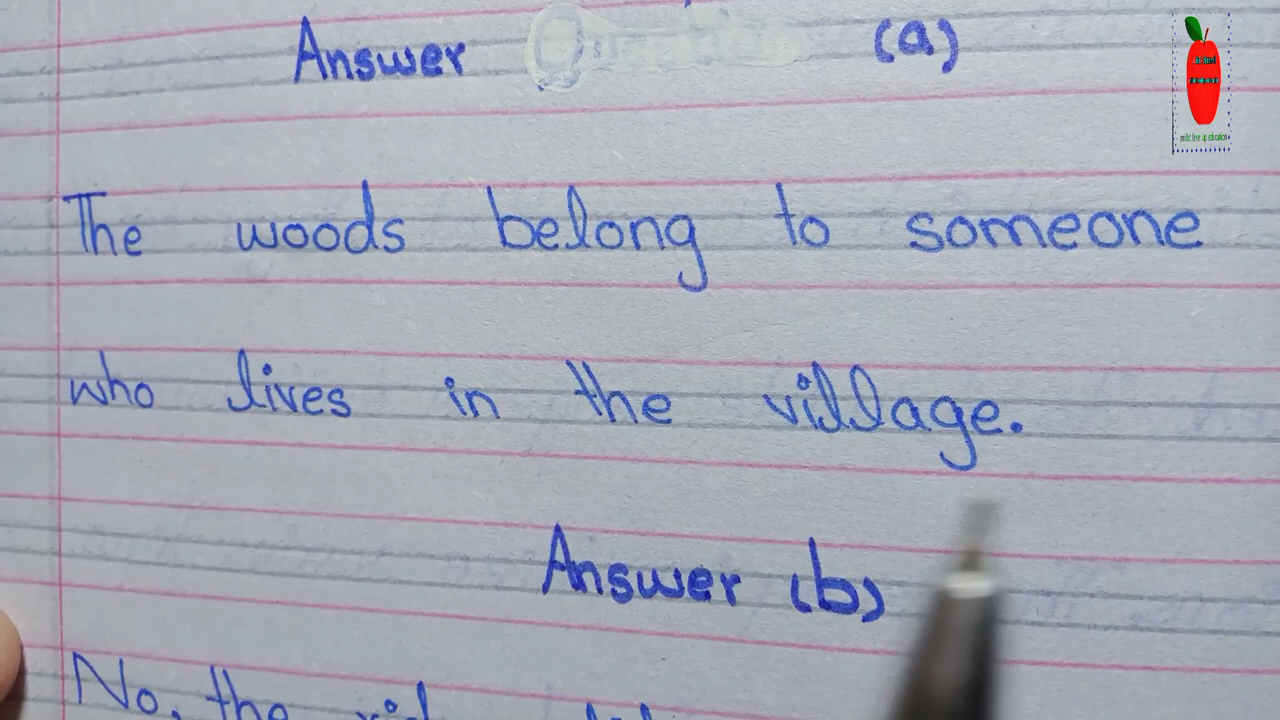 Answer (a)
The woods belong to someone
who lives in the village.
Answer (b)
No, the